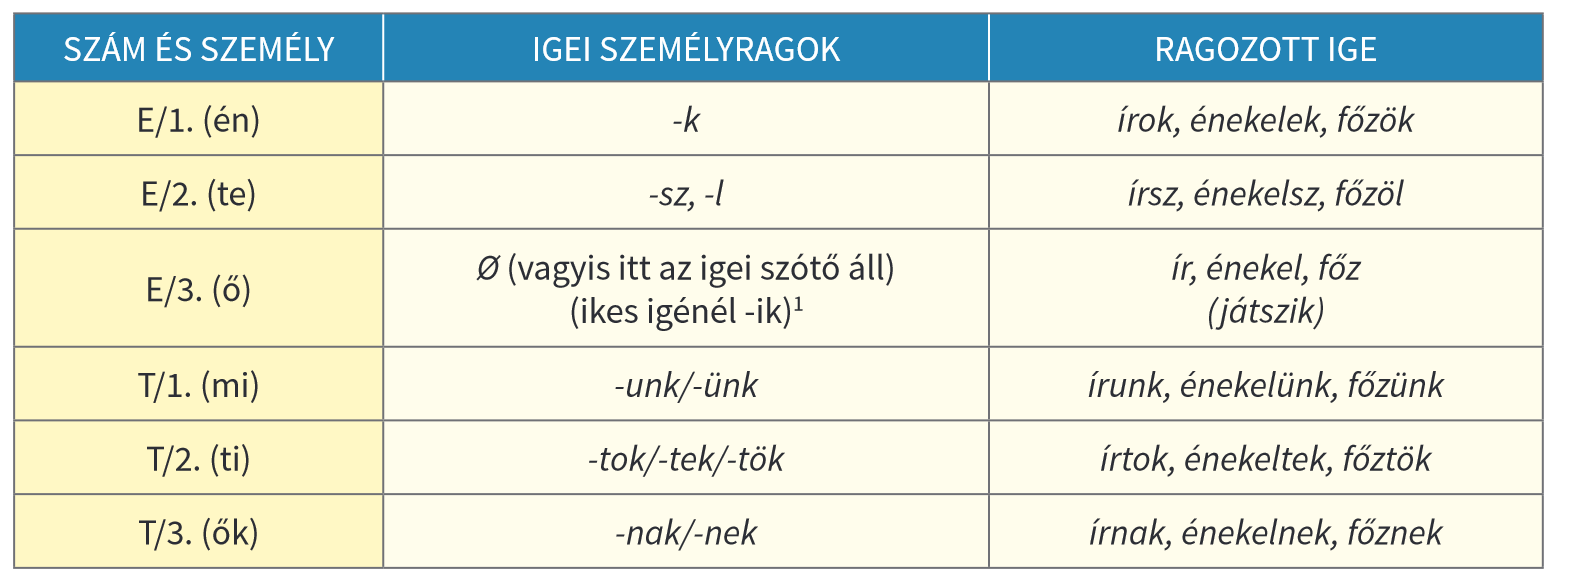 SZÁM ÉS SZEMÉLY IGEI SZEMÉLYRAGOK RAGOZOTT IGE
E/1. (én) -k írok, énekelek, főzök
E/2. (te) -sz, -l írsz, énekelsz, főzöl
E/3. (ő) Ø (vagyis itt az igei szótő áll) ír, énekel, főz
(ikes igénél -ik)¹ (játszik)
T/1. (mi) -unk/-ünk írunk, énekelünk, főzünk
T/2. (ti) -tok/-tek/-tök írtok, énekeltek, főztök
T/3. (ők) -nak/-nek írnak, énekelnek, főznek